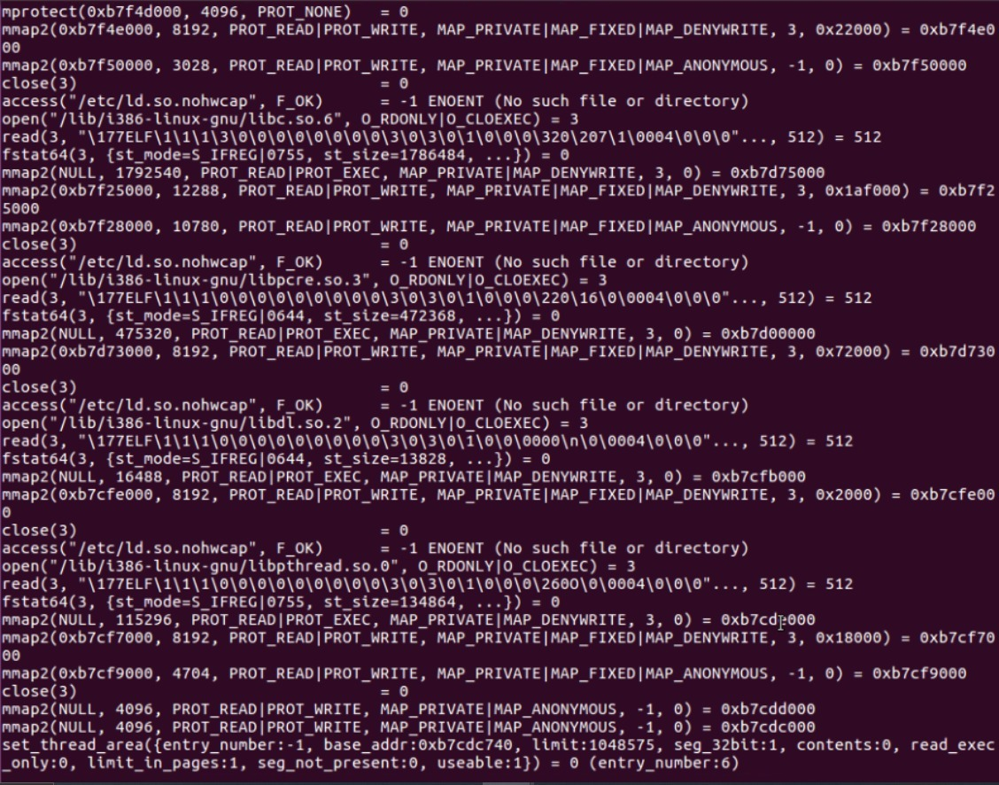 mprotect(0xb7f4d000, 4096, PROT_NONE)   = 0
mmap2(0xb7f4e000, 8192, PROT_READ|PROT_WRITE, MAP_PRIVATE|MAP_FIXED|MAP_DENYWRITE, 3, 0x22000) = 0xb7f4e0
00
mmap2(0xb7f50000, 3028, PROT_READ|PROT_WRITE, MAP_PRIVATE|MAP_FIXED|MAP_ANONYMOUS, -1, 0) = 0xb7f50000
close(3)                                = 0
access("/etc/ld.so.nohwcap", F_OK)      = -1 ENOENT (No such file or directory)
open("/lib/i386-linux-gnu/libc.so.6", O_RDONLY|O_CLOEXEC) = 3
read(3, "\177ELF\1\1\1\3\0\0\0\0\0\0\0\0\3\0\3\0\1\0\0\0\320\207\1\0004\0\0\0"..., 512) = 512
fstat64(3, {st_mode=S_IFREG|0755, st_size=1786484, ...}) = 0
mmap2(NULL, 1792540, PROT_READ|PROT_EXEC, MAP_PRIVATE|MAP_DENYWRITE, 3, 0) = 0xb7d75000
mmap2(0xb7f25000, 12288, PROT_READ|PROT_WRITE, MAP_PRIVATE|MAP_FIXED|MAP_DENYWRITE, 3, 0x1af000) = 0xb7f2
5000
mmap2(0xb7f28000, 10780, PROT_READ|PROT_WRITE, MAP_PRIVATE|MAP_FIXED|MAP_ANONYMOUS, -1, 0) = 0xb7f28000
close(3)                                = 0
access("/etc/ld.so.nohwcap", F_OK)      = -1 ENOENT (No such file or directory)
open("/lib/i386-linux-gnu/libpcre.so.3", O_RDONLY|O_CLOEXEC) = 3
read(3, "\177ELF\1\1\1\0\0\0\0\0\0\0\0\0\3\0\3\0\1\0\0\0\220\16\0\0004\0\0\0"..., 512) = 512
fstat64(3, {st_mode=S_IFREG|0644, st_size=472368, ...}) = 0
mmap2(NULL, 475320, PROT_READ|PROT_EXEC, MAP_PRIVATE|MAP_DENYWRITE, 3, 0) = 0xb7d00000
mmap2(0xb7d73000, 8192, PROT_READ|PROT_WRITE, MAP_PRIVATE|MAP_FIXED|MAP_DENYWRITE, 3, 0x72000) = 0xb7d730
00
close(3)                                = 0
access("/etc/ld.so.nohwcap", F_OK)      = -1 ENOENT (No such file or directory)
open("/lib/i386-linux-gnu/libdl.so.2", O_RDONLY|O_CLOEXEC) = 3
read(3, "\177ELF\1\1\1\0\0\0\0\0\0\0\0\0\3\0\3\0\1\0\0\0000\n\0\0004\0\0\0"..., 512) = 512
fstat64(3, {st_mode=S_IFREG|0644, st_size=13828, ...}) = 0
mmap2(NULL, 16488, PROT_READ|PROT_EXEC, MAP_PRIVATE|MAP_DENYWRITE, 3, 0) = 0xb7cfb000
mmap2(0xb7cfe000, 8192, PROT_READ|PROT_WRITE, MAP_PRIVATE|MAP_FIXED|MAP_DENYWRITE, 3, 0x2000) = 0xb7cfe00
0
close(3)                                = 0
access("/etc/ld.so.nohwcap", F_OK)      = -1 ENOENT (No such file or directory)
open("/lib/i386-linux-gnu/libpthread.so.0", O_RDONLY|O_CLOEXEC) = 3
read(3, "\177ELF\1\1\1\0\0\0\0\0\0\0\0\0\3\0\3\0\1\0\0\0\260O\0\0004\0\0\0"..., 512) = 512
fstat64(3, {st_mode=S_IFREG|0755, st_size=134864, ...}) = 0
mmap2(NULL, 115296, PROT_READ|PROT_EXEC, MAP_PRIVATE|MAP_DENYWRITE, 3, 0) = 0xb7cde000
mmap2(0xb7cf7000, 8192, PROT_READ|PROT_WRITE, MAP_PRIVATE|MAP_FIXED|MAP_DENYWRITE, 3, 0x18000) = 0xb7cf70
00
mmap2(0xb7cf9000, 4704, PROT_READ|PROT_WRITE, MAP_PRIVATE|MAP_FIXED|MAP_ANONYMOUS, -1, 0) = 0xb7cf9000
close(3)                                = 0
mmap2(NULL, 4096, PROT_READ|PROT_WRITE, MAP_PRIVATE|MAP_ANONYMOUS, -1, 0) = 0xb7cdd000
mmap2(NULL, 4096, PROT_READ|PROT_WRITE, MAP_PRIVATE|MAP_ANONYMOUS, -1, 0) = 0xb7cdc000
set_thread_area({entry_number:-1, base_addr:0xb7cdc740, limit:1048575, seg_32bit:1, contents:0, read_exec
_only:0, limit_in_pages:1, seg_not_present:0, useable:1}) = 0 (entry_number:6)